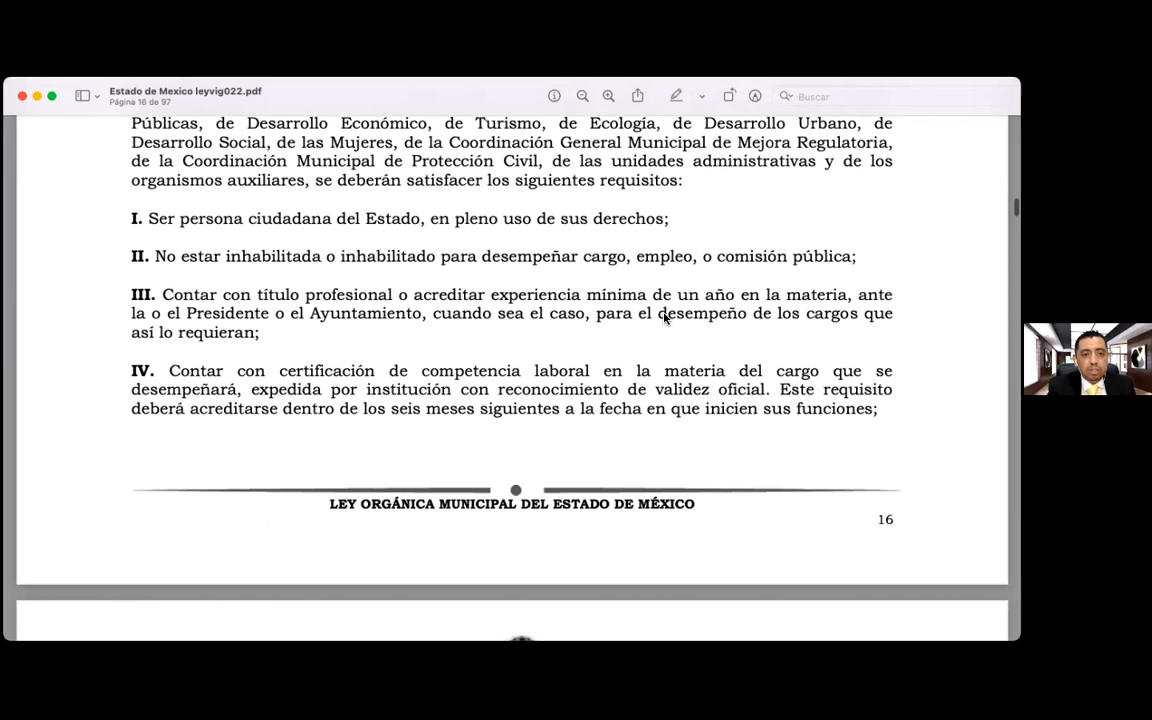 Estado de Mexico leyvig022.pdf
Página 16 de 97
Buscar
Públicas, de Desarrollo Económico, de Turismo, de Ecología, de Desarrollo Urbano, de
Desarrollo Social, de las Mujeres, de la Coordinación General Municipal de Mejora Regulatoria,
de la Coordinación Municipal de Protección Civil, de las unidades administrativas y de los
organismos auxiliares, se deberán satisfacer los siguientes requisitos:
I. Ser persona ciudadana del Estado, en pleno uso de sus derechos;
II. No estar inhabilitada o inhabilitado para desempeñar cargo, empleo, o comisión pública;
III. Contar con título profesional o acreditar experiencia mínima de un año en la materia, ante
la o el Presidente o el Ayuntamiento, cuando sea el caso, para el desempeño de los cargos que
así lo requieran;
IV. Contar con certificación de competencia laboral en la materia del cargo que se
desempeñará, expedida por institución con reconocimiento de validez oficial. Este requisito
deberá acreditarse dentro de los seis meses siguientes a la fecha en que inicien sus funciones;
LEY ORGÁNICA MUNICIPAL DEL ESTADO DE MÉXICO
16